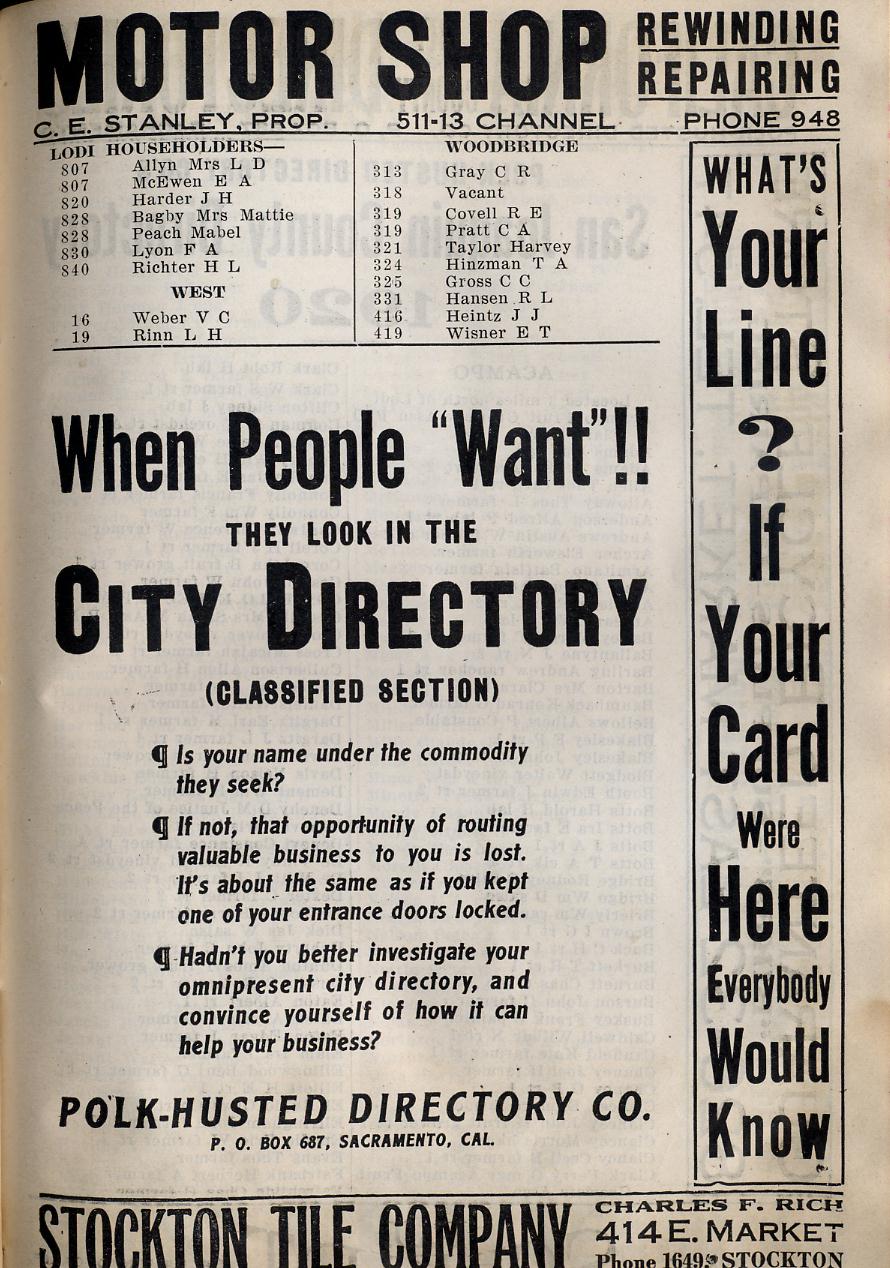 MOTOR SHOP
REWINDING
REPAIRING
C. E. STANLEY, PROP. 511-13 CHANNEL PHONE 948
LODI HOUSEHOLDERS—
807 Allyn Mrs L D
807 McEwen E A
820 Harder J H
828 Bagby Mrs Mattie
828 Peach Mabel
830 Lyon F A
840 Richter H L
WEST
16 Weber V C
19 Rinn L H
WOODBRIDGE
313 Gray C R
318 Vacant
319 Covell R E
319 Pratt C A
321 Taylor Harvey
324 Hinzman T A
325 Gross C C
331 Hansen R L
416 Heintz J J
419 Wisner E T
When People "Want"!!
THEY LOOK IN THE
CITY DIRECTORY
(CLASSIFIED SECTION)
¶ Is your name under the commodity
they seek?
¶ If not, that opportunity of routing
valuable business to you is lost.
It's about the same as if you kept
one of your entrance doors locked.
¶ Hadn't you better investigate your
omnipresent city directory, and
convince yourself of how it can
help your business?
POLK-HUSTED DIRECTORY CO.
P. O. BOX 687, SACRAMENTO, CAL.
WHAT'S
Your
Line
?
If
Your
Card
Were
Here
Everybody
Would
Know
STOCKTON TILE COMPANY
CHARLES F. RICH
414 E. MARKET
Phone 1649 STOCKTON